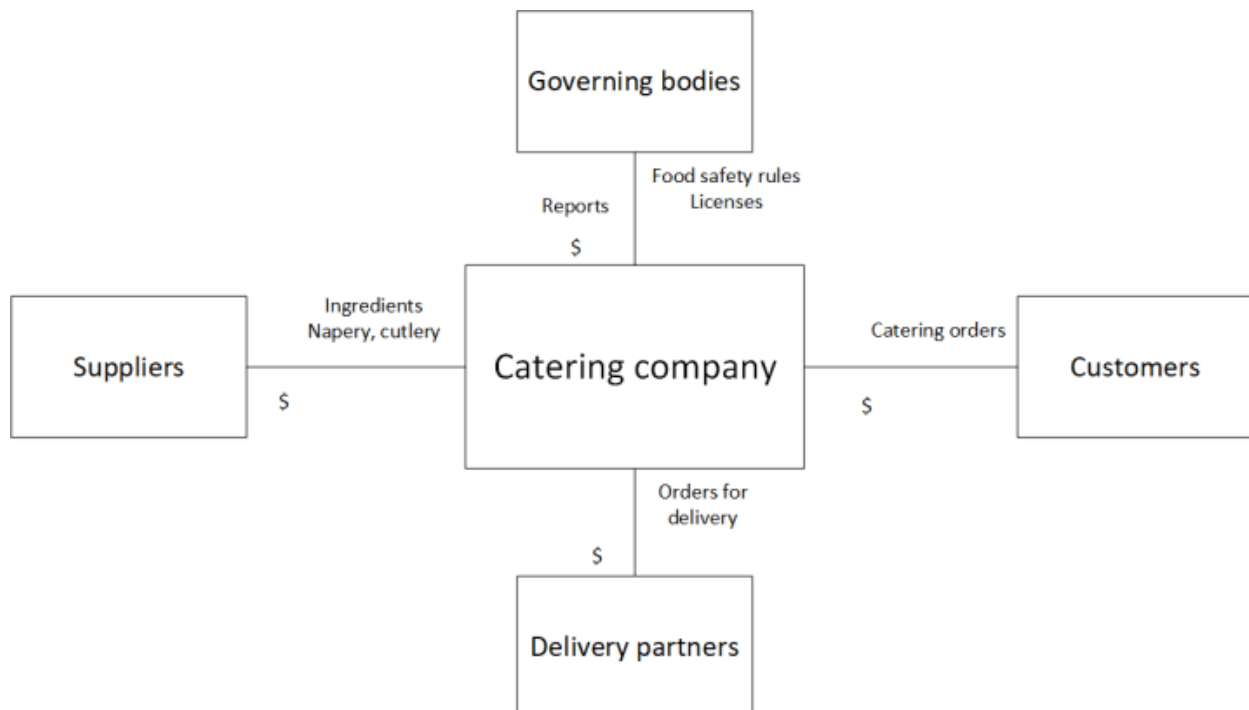 Governing bodies
Food safety rules
Licenses
Reports
$
Ingredients
Napery, cutlery
Suppliers
$
Catering company
Catering orders
$
Customers
Orders for
delivery
$
Delivery partners